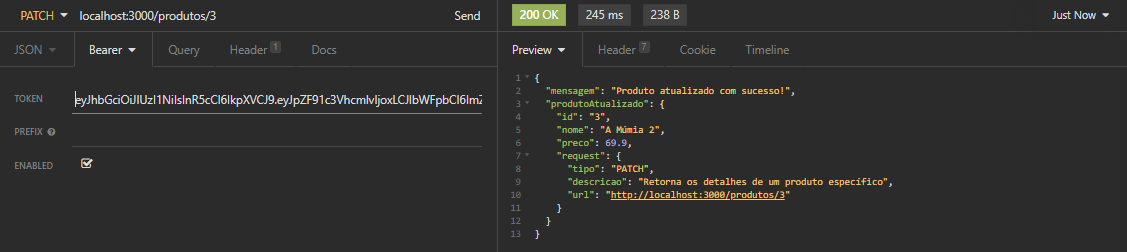 PATCH localhost:3000/produtos/3 Send
JSON Bearer Query Header 1 Docs
TOKEN
PREFIX
ENABLED
200 OK 245 ms 238 B Just Now
Preview Header 7 Cookie Timeline
1 {
2 "mensagem": "Produto atualizado com sucesso!",
3 "produtoAtualizado": {
4 "id": "3",
5 "nome": "A Múmia 2",
6 "preco": 69.9,
7 "request": {
8 "tipo": "PATCH",
9 "descricao": "Retorna os detalhes de um produto específico",
10 "url": "http://localhost:3000/produtos/3"
11 }
12 }
13 }